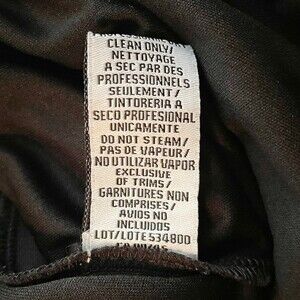 CLEAN ONLY/
NETTOYAGE
A SEC PAR DES
PROFESSIONNELS
SEULEMENT/
TINTORERIA A
SECO PROFESIONAL
UNICAMENTE
DO NOT STEAM/
PAS DE VAPEUR/
NO UTILIZAR VAPOR
EXCLUSIVE
OF TRIMS/
GARNITURES NON
COMPRISES/
AVIOS NO
INCLUIDOS
LOT/LOTE 534800